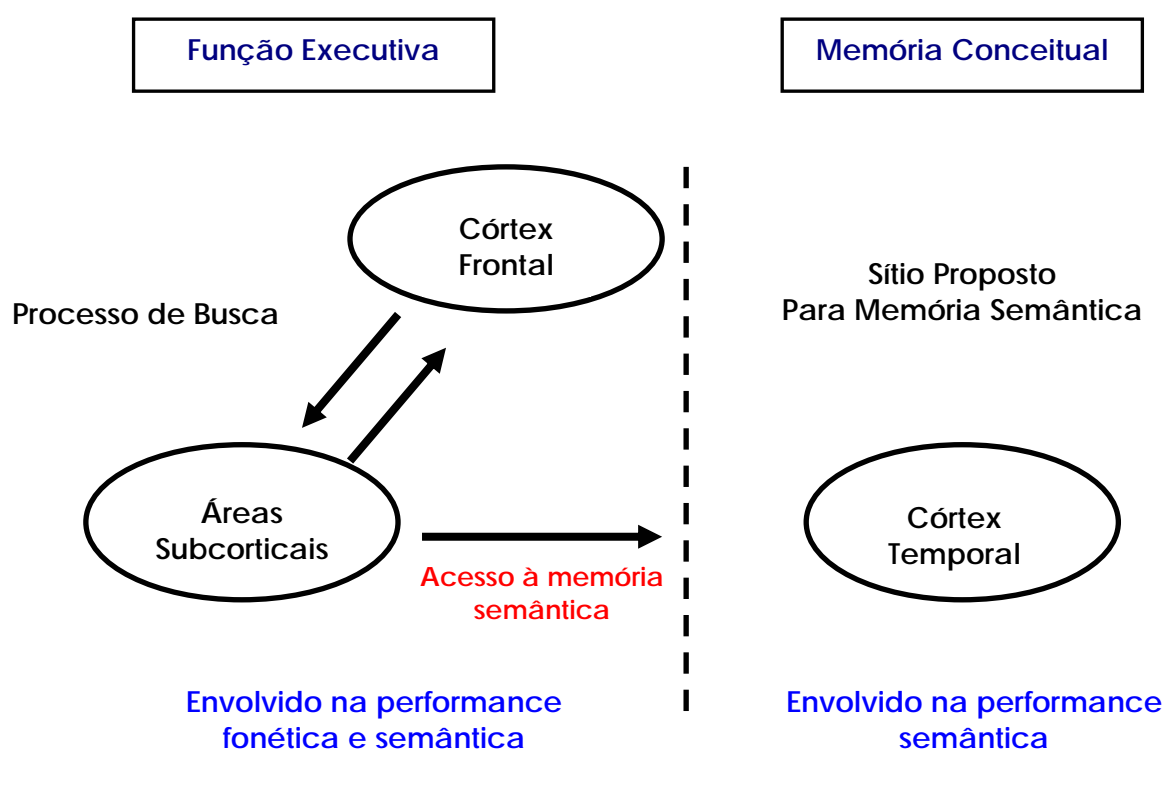 Função Executiva
Memória Conceitual
Córtex
Frontal
Processo de Busca
Sítio Proposto
Para Memória Semântica
Áreas
Subcorticais
Acesso à memória
semântica
Córtex
Temporal
Envolvido na performance
fonética e semântica
Envolvido na performance
semântica